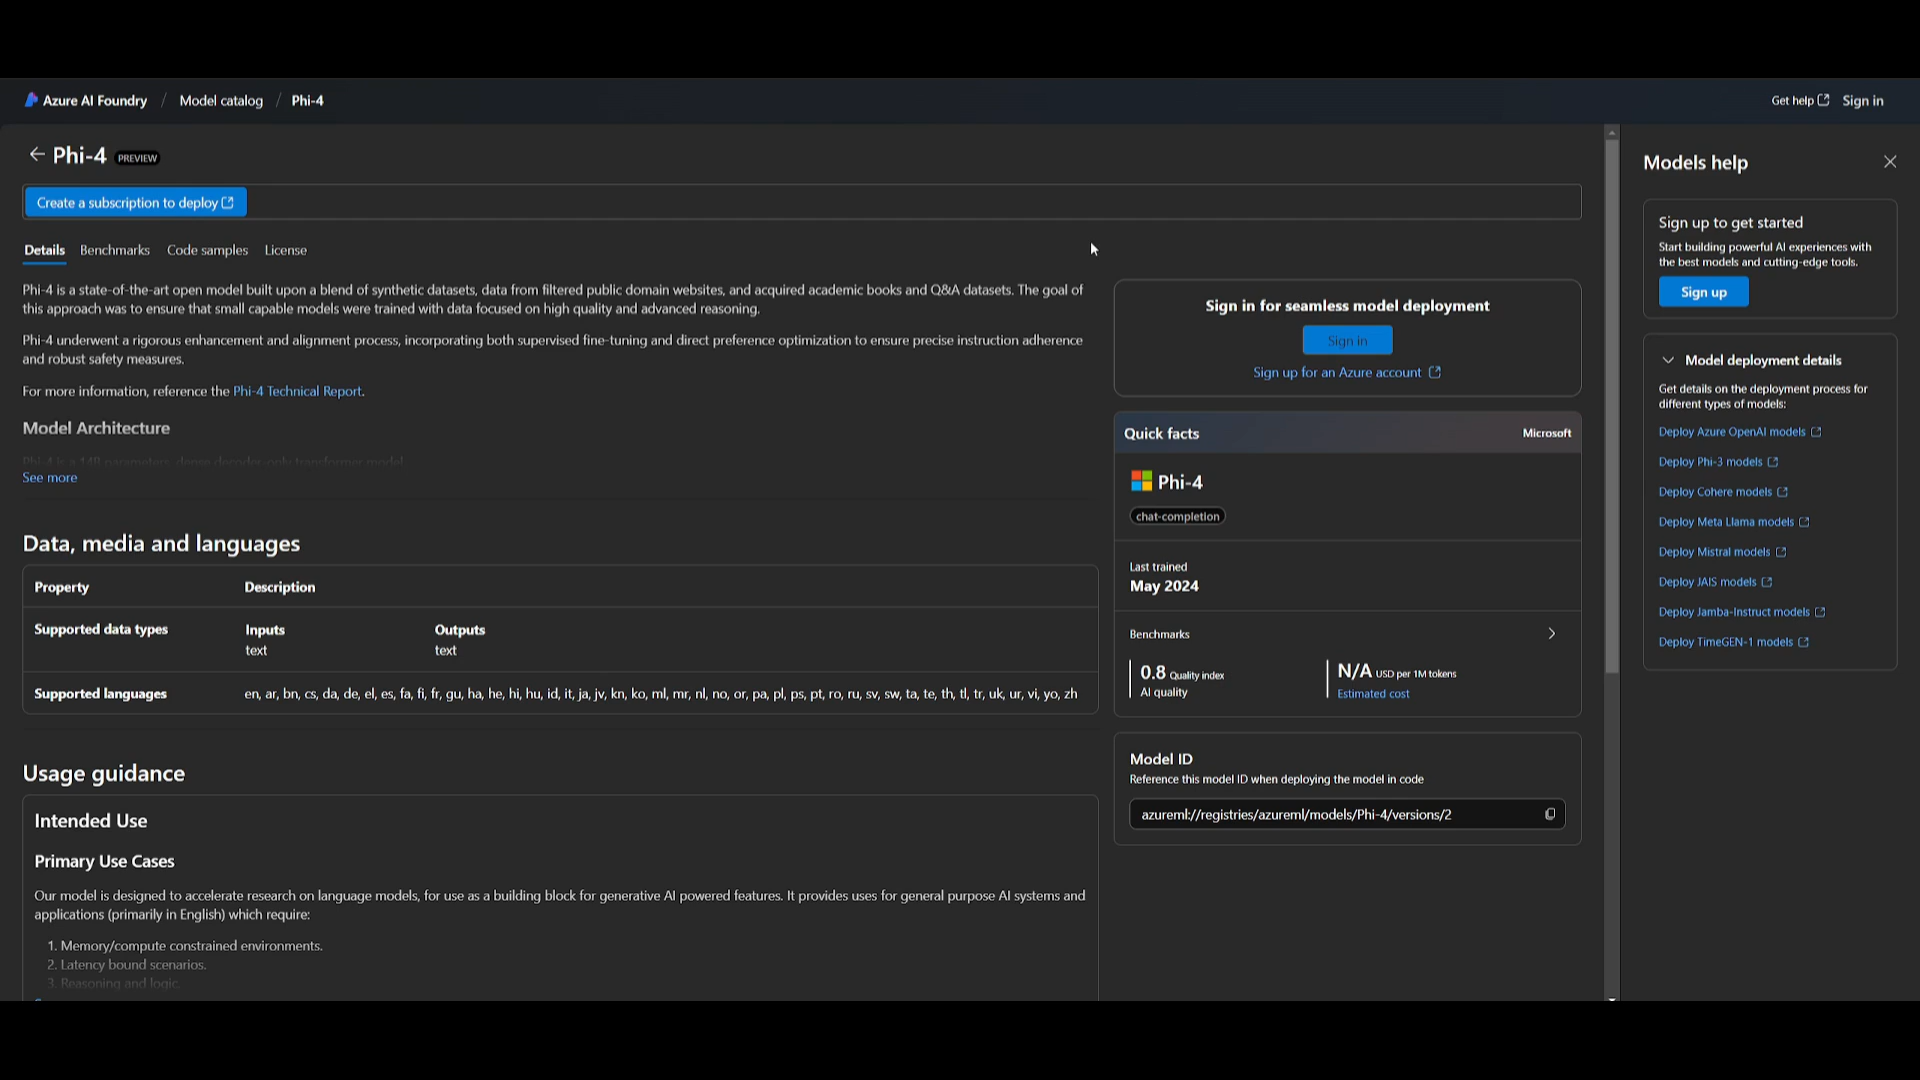 Azure AI Foundry / Model catalog / Phi-4
Get help Sign in
Phi-4 PREVIEW
Create a subscription to deploy
Details Benchmarks Code samples License
Phi-4 is a state-of-the-art open model built upon a blend of synthetic datasets, data from filtered public domain websites, and acquired academic books and Q&A datasets. The goal of
this approach was to ensure that small capable models were trained with data focused on high quality and advanced reasoning.
Phi-4 underwent a rigorous enhancement and alignment process, incorporating both supervised fine-tuning and direct preference optimization to ensure precise instruction adherence
and robust safety measures.
For more information, reference the Phi-4 Technical Report.
Model Architecture
Phi-4 is a 14B parameters, dense decoder-only transformer model.
See more
Data, media and languages
Property Description
Supported data types Inputs Outputs
text text
Supported languages en, ar, bn, cs, da, de, el, es, fa, fi, fr, gu, ha, he, hi, hu, id, it, ja, jv, kn, ko, ml, mr, nl, no, or, pa, pl, ps, pt, ro, ru, sv, sw, ta, te, th, tl, tr, uk, ur, vi, yo, zh
Usage guidance
Intended Use
Primary Use Cases
Our model is designed to accelerate research on language models, for use as a building block for generative AI powered features. It provides uses for general purpose AI systems and
applications (primarily in English) which require:
1. Memory/compute constrained environments.
2. Latency bound scenarios.
3. Reasoning and logic.
Sign in for seamless model deployment
Sign in
Sign up for an Azure account
Quick facts Microsoft
Phi-4
chat-completion
Last trained
May 2024
Benchmarks
0.8 Quality index
AI quality
N/A USD per 1M tokens
Estimated cost
Model ID
Reference this model ID when deploying the model in code
azureml://registries/azureml/models/Phi-4/versions/2
Models help
Sign up to get started
Start building powerful AI experiences with
the best models and cutting-edge tools.
Sign up
Model deployment details
Get details on the deployment process for
different types of models:
Deploy Azure OpenAI models
Deploy Phi-3 models
Deploy Cohere models
Deploy Meta Llama models
Deploy Mistral models
Deploy JAIS models
Deploy Jamba-Instruct models
Deploy TimeGEN-1 models